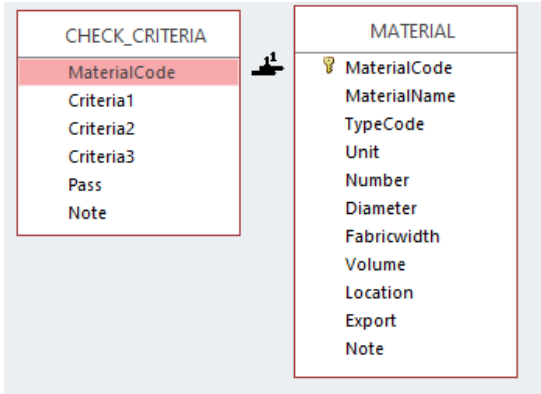 CHECK_CRITERIA
MaterialCode
Criteria1
Criteria2
Criteria3
Pass
Note
1
1
MATERIAL
MaterialCode
MaterialName
TypeCode
Unit
Number
Diameter
Fabricwidth
Volume
Location
Export
Note